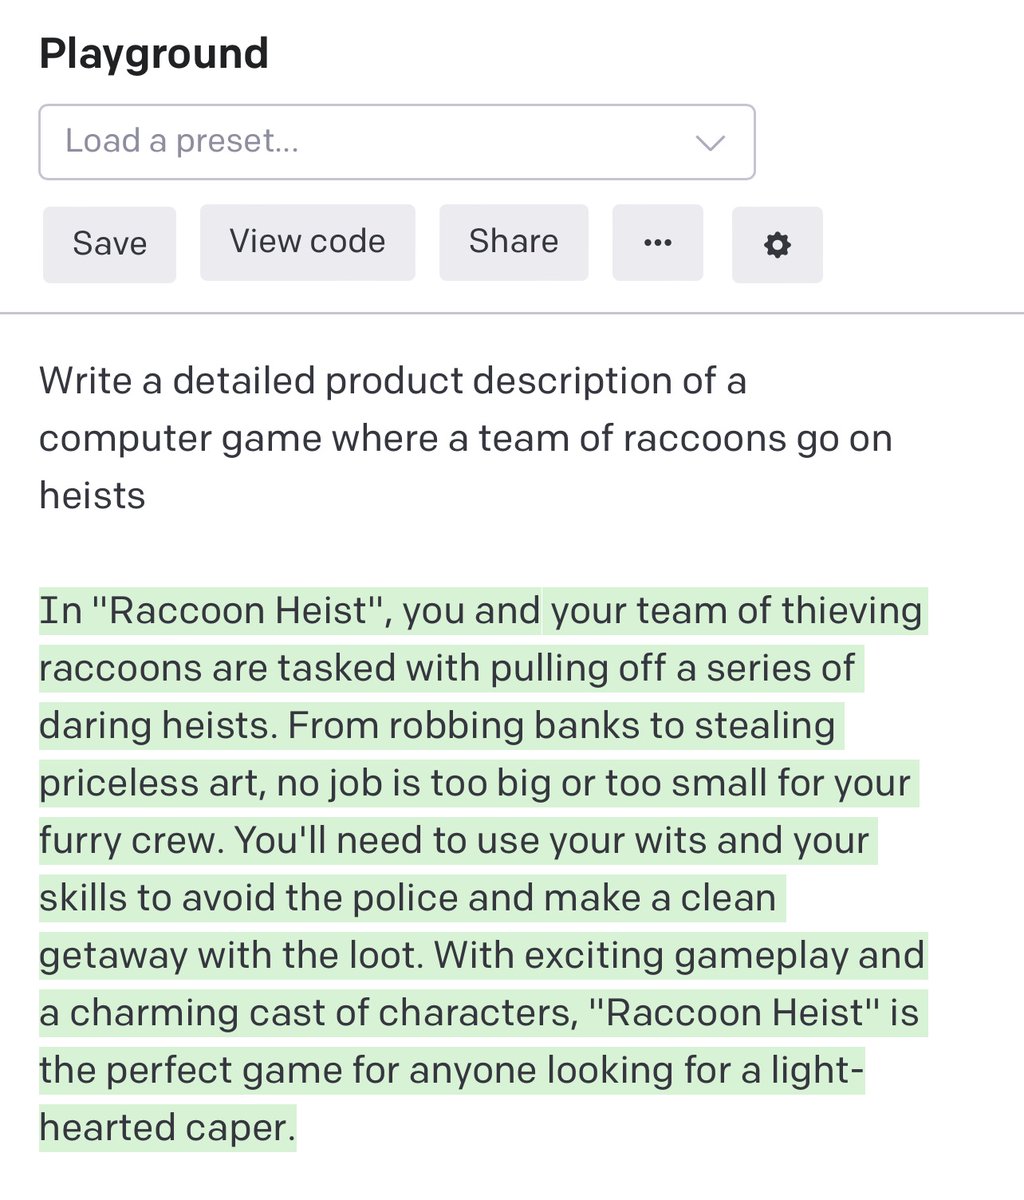 Playground
Load a preset...
Save View code Share ...
Write a detailed product description of a
computer game where a team of raccoons go on
heists
In "Raccoon Heist", you and your team of thieving
raccoons are tasked with pulling off a series of
daring heists. From robbing banks to stealing
priceless art, no job is too big or too small for your
furry crew. You'll need to use your wits and your
skills to avoid the police and make a clean
getaway with the loot. With exciting gameplay and
a charming cast of characters, "Raccoon Heist" is
the perfect game for anyone looking for a light-
hearted caper.